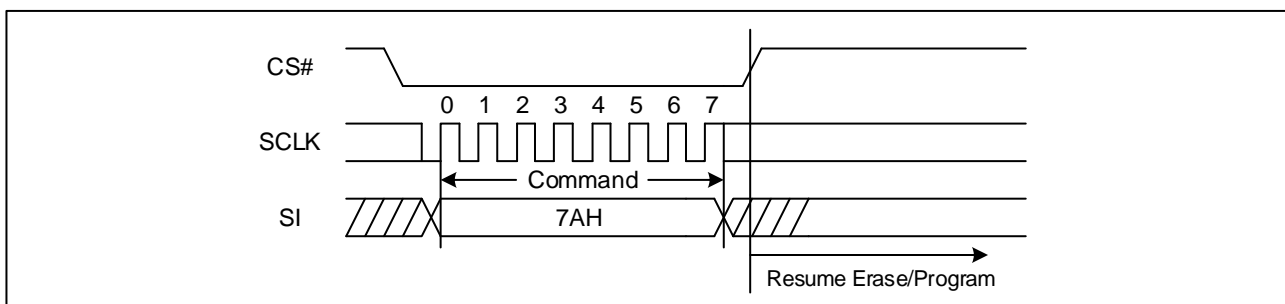 CS#
0 1 2 3 4 5 6 7
SCLK
Command
SI
7AH
Resume Erase/Program